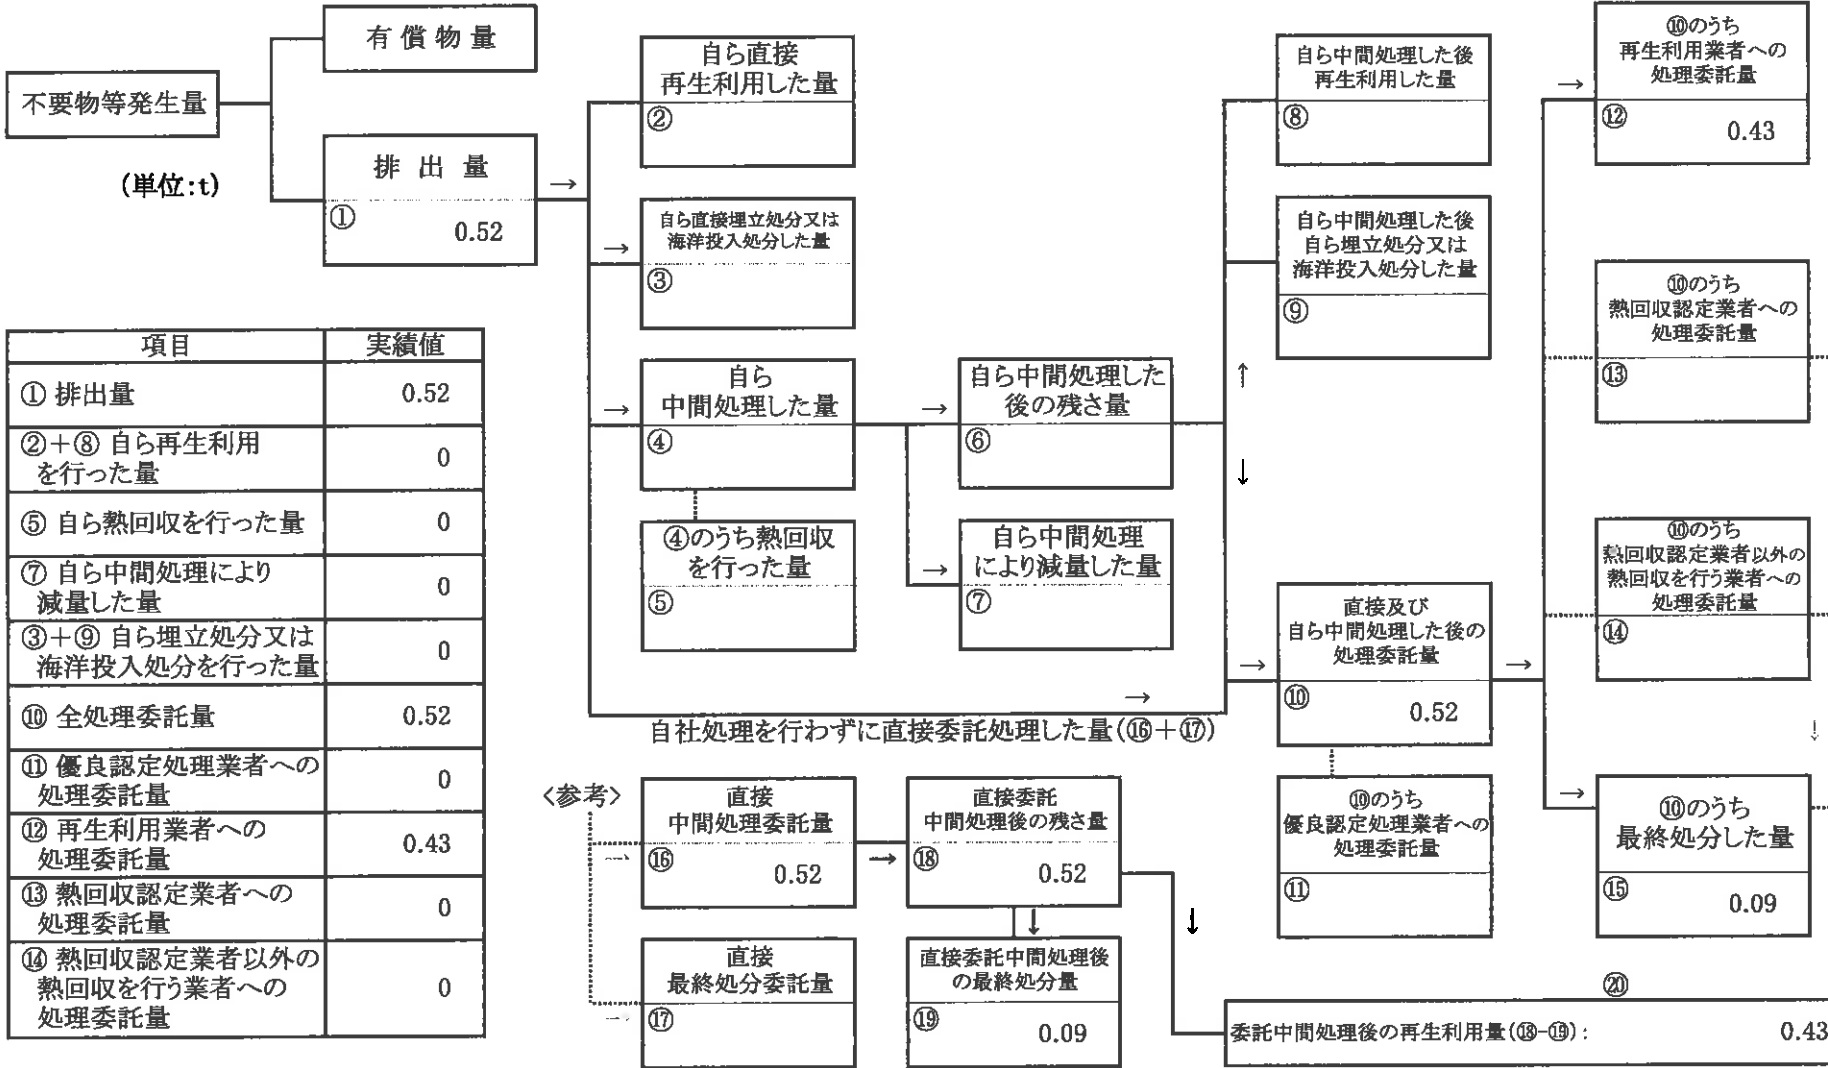 不要物等発生量
(単位:t)
有償物量
排出量
①
0.52
自ら直接
再生利用した量
②
自ら直接埋立処分又は
海洋投入処分した量
③
自ら
中間処理した量
④
④のうち熱回収
を行った量
⑤
自ら中間処理した
後の残さ量
⑥
自ら中間処理
により減量した量
⑦
自ら中間処理した後
再生利用した量
⑧
自ら中間処理した後
自ら埋立処分又は
海洋投入処分した量
⑨
直接及び
自ら中間処理した後の
処理委託量
⑩
0.52
⑩のうち
優良認定処理業者への
処理委託量
⑪
⑩のうち
再生利用業者への
処理委託量
⑫
0.43
⑩のうち
熱回収認定業者への
処理委託量
⑬
⑩のうち
熱回収認定業者以外の
熱回収を行う業者への
処理委託量
⑭
⑩のうち
最終処分した量
⑮
0.09
自社処理を行わずに直接委託処理した量(⑯+⑰)
<参考>
直接
中間処理委託量
⑯
0.52
直接
最終処分委託量
⑰
直接委託
中間処理後の残さ量
⑱
0.52
直接委託中間処理後
の最終処分量
⑲
0.09
⑳
委託中間処理後の再生利用量(⑱-⑲): 0.43
項目 実績値
① 排出量 0.52
②+⑧ 自ら再生利用
を行った量 0
⑤ 自ら熱回収を行った量 0
⑦ 自ら中間処理により
減量した量 0
③+⑨ 自ら埋立処分又は
海洋投入処分を行った量 0
⑩ 全処理委託量 0.52
⑪ 優良認定処理業者への
処理委託量 0
⑫ 再生利用業者への
処理委託量 0.43
⑬ 熱回収認定業者への
処理委託量 0
⑭ 熱回収認定業者以外の
熱回収を行う業者への
処理委託量 0